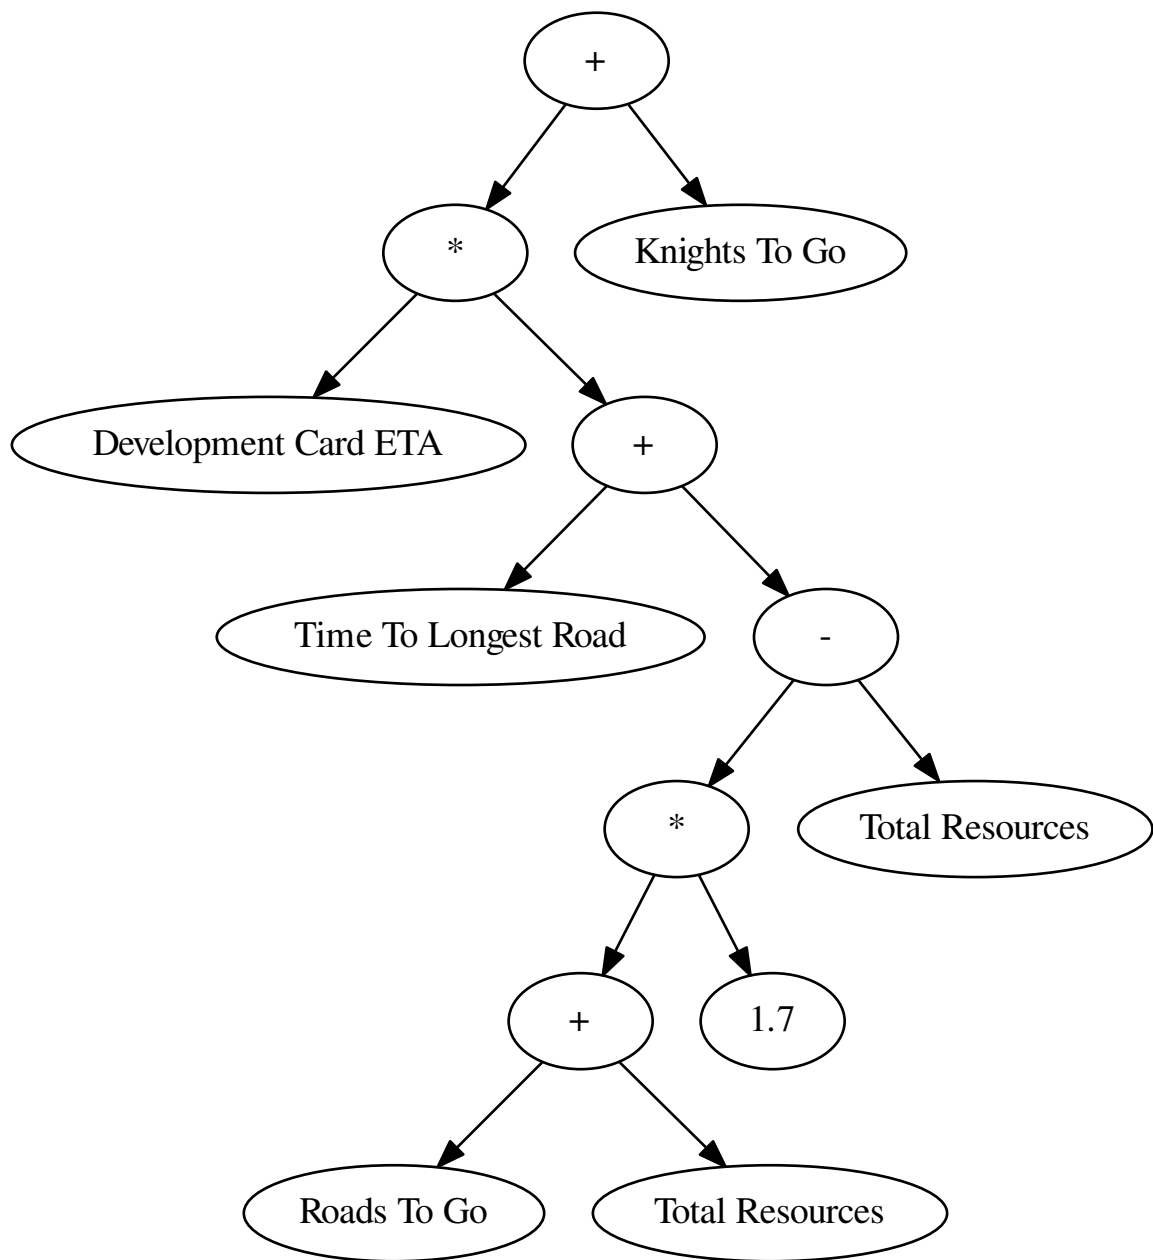 +
*
Knights To Go
Development Card ETA
+
Time To Longest Road
-
*
Total Resources
+
1.7
Roads To Go
Total Resources